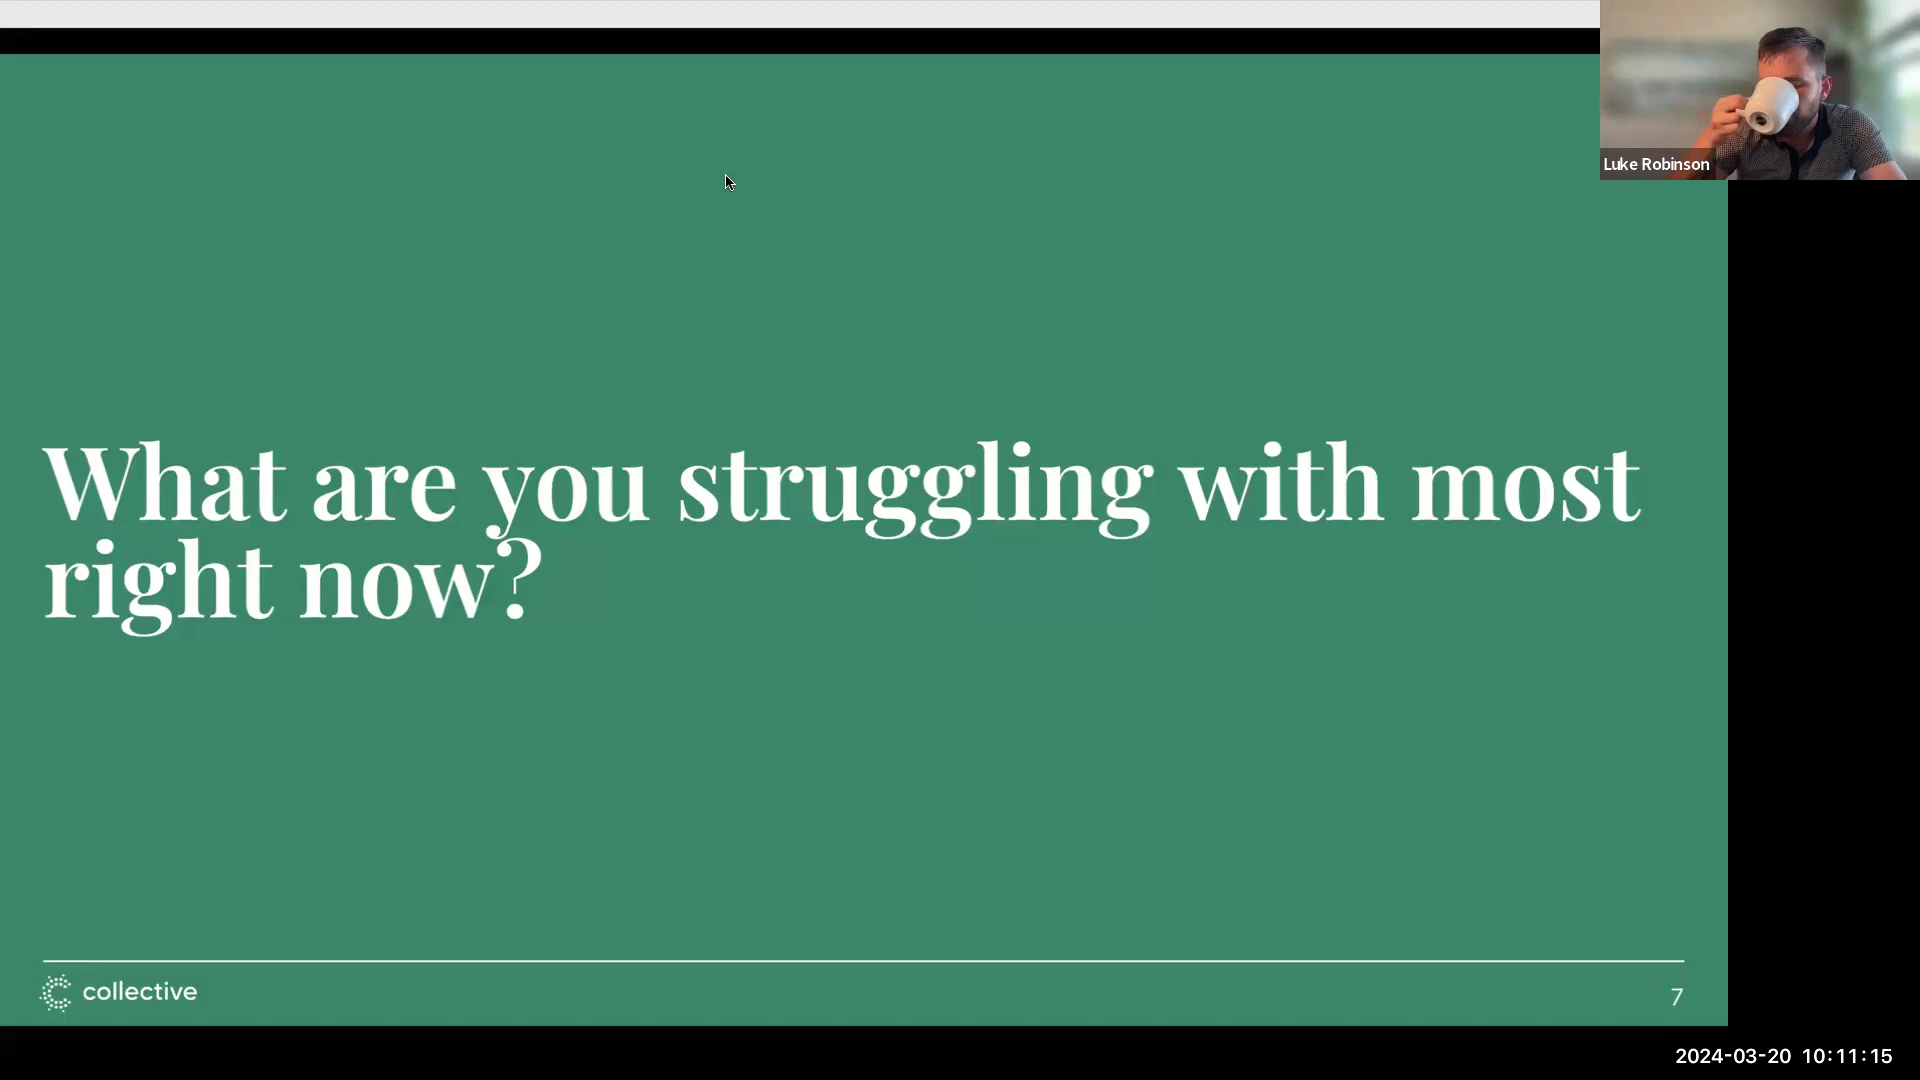 Luke Robinson
What are you struggling with most
right now?
collective
7
2024-03-20 10:11:15